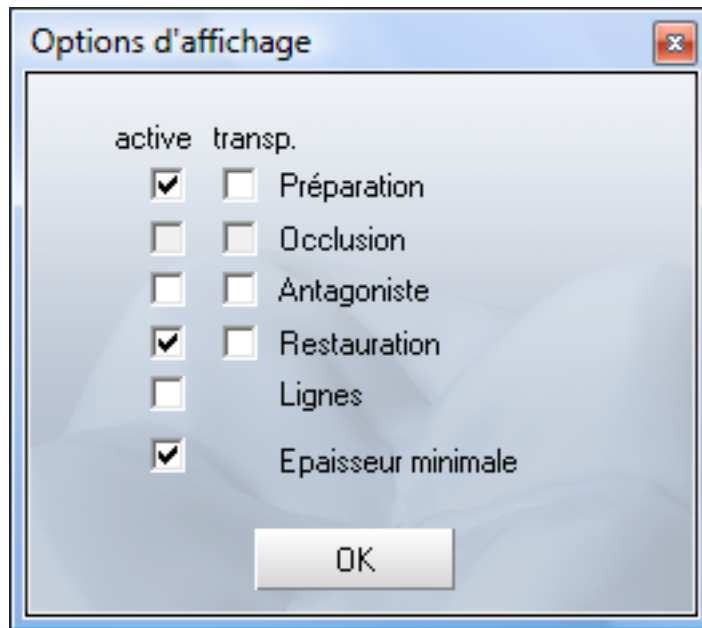 Options d'affichage
active transp.
Préparation
Occlusion
Antagoniste
Restauration
Lignes
Epaisseur minimale
OK